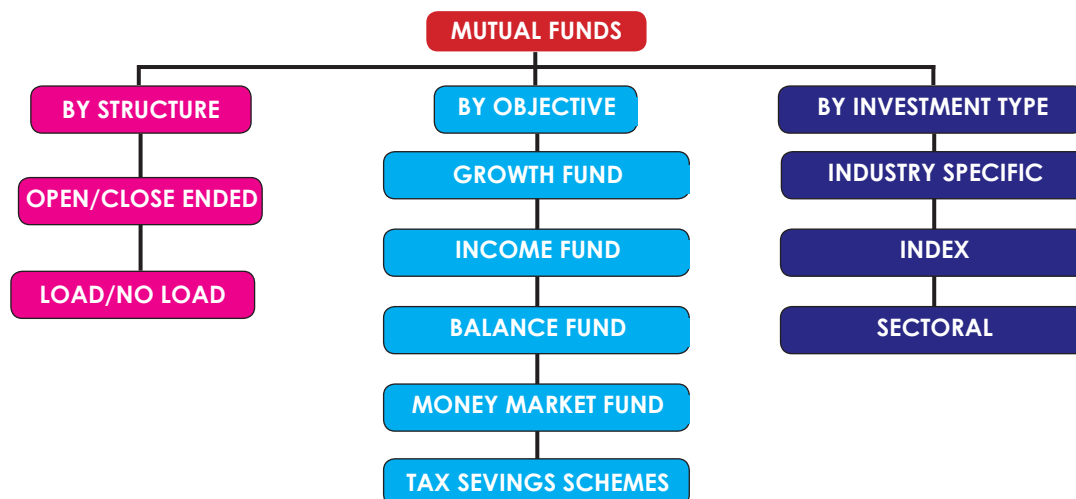 MUTUAL FUNDS
BY STRUCTURE
OPEN/CLOSE ENDED
LOAD/NO LOAD
BY OBJECTIVE
GROWTH FUND
INCOME FUND
BALANCE FUND
MONEY MARKET FUND
TAX SEVINGS SCHEMES
BY INVESTMENT TYPE
INDUSTRY SPECIFIC
INDEX
SECTORAL